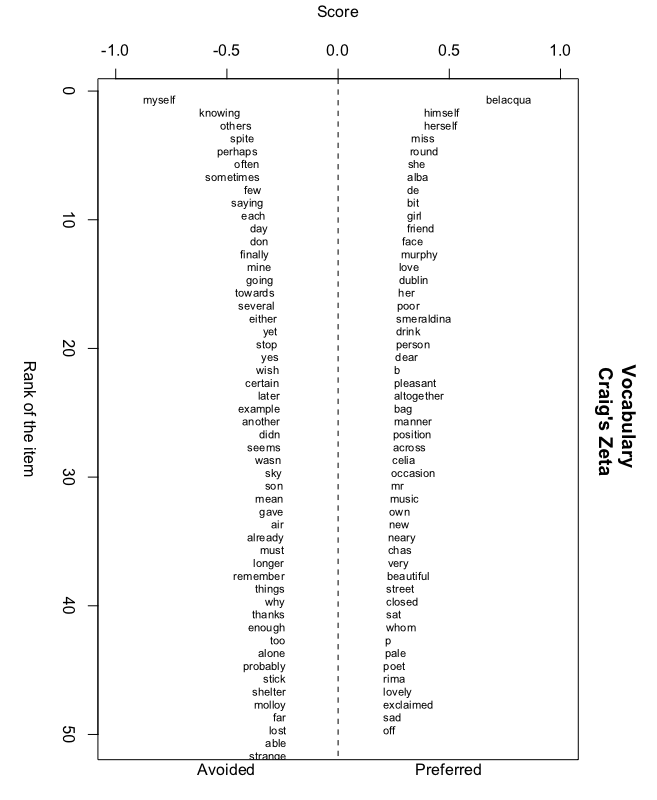 Score
-1.0 -0.5 0.0 0.5 1.0
0
10
20
30
40
50
Rank of the item
myself
knowing
others
spite
perhaps
often
sometimes
few
saying
each
day
don
finally
mine
going
towards
several
either
yet
stop
yes
wish
certain
later
example
another
didn
seems
wasn
sky
son
mean
gave
air
already
must
longer
remember
things
why
thanks
enough
too
alone
probably
stick
shelter
molloy
far
lost
able
strange
belacqua
himself
herself
miss
round
she
alba
de
bit
girl
friend
face
murphy
love
dublin
her
poor
smeraldina
drink
person
dear
b
pleasant
altogether
bag
manner
position
across
celia
occasion
mr
music
own
new
neary
chas
very
beautiful
street
closed
sat
whom
p
pale
poet
rima
lovely
exclaimed
sad
off
Avoided Preferred
Vocabulary
Craig's Zeta